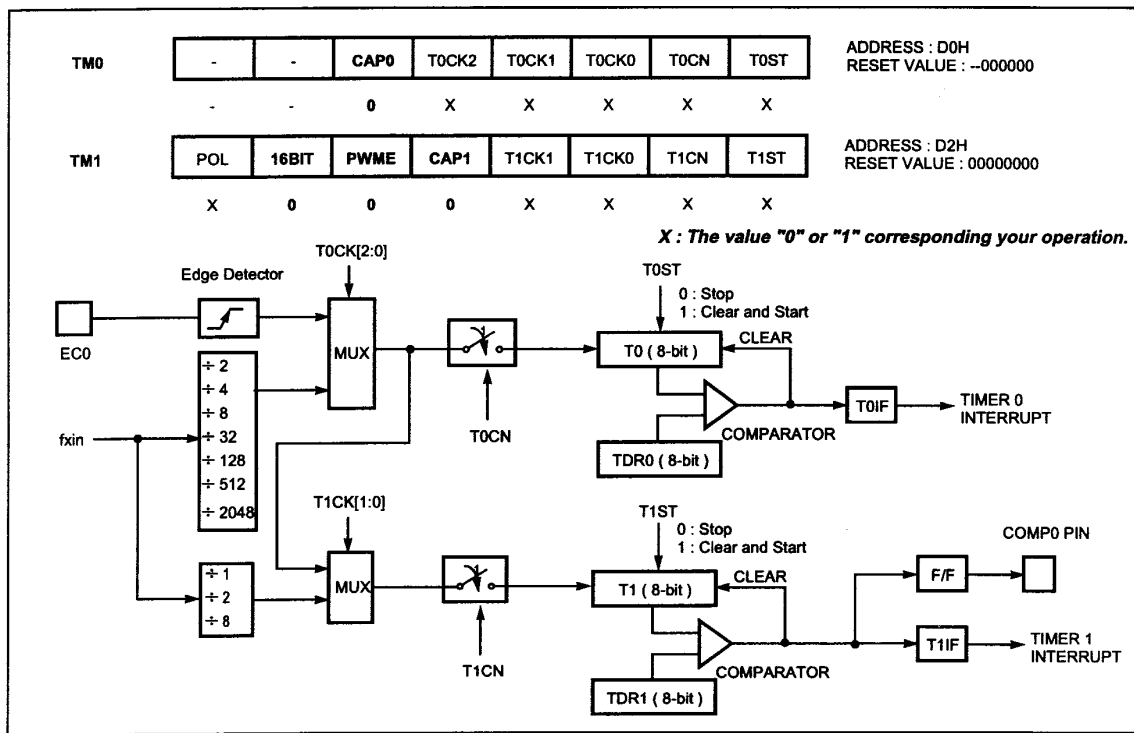 TM0 - - CAP0 T0CK2 T0CK1 T0CK0 T0CN T0ST ADDRESS : D0H
RESET VALUE : --000000
- - 0 X X X X X
TM1 POL 16BIT PWME CAP1 T1CK1 T1CK0 T1CN T1ST ADDRESS : D2H
RESET VALUE : 00000000
X 0 0 0 X X X X
X : The value "0" or "1" corresponding your operation.
T0CK[2:0]
Edge Detector
T0ST
0 : Stop
1 : Clear and Start
EC0
MUX
T0 ( 8-bit )
CLEAR
÷ 2
÷ 4
÷ 8
÷ 32
÷ 128
÷ 512
÷ 2048
fxin
T0CN
COMPARATOR
TDR0 ( 8-bit )
T0IF
TIMER 0
INTERRUPT
T1CK[1:0]
T1ST
0 : Stop
1 : Clear and Start
COMP0 PIN
÷ 1
÷ 2
÷ 8
MUX
T1 ( 8-bit )
CLEAR
F/F
T1CN
COMPARATOR
TDR1 ( 8-bit )
T1IF
TIMER 1
INTERRUPT